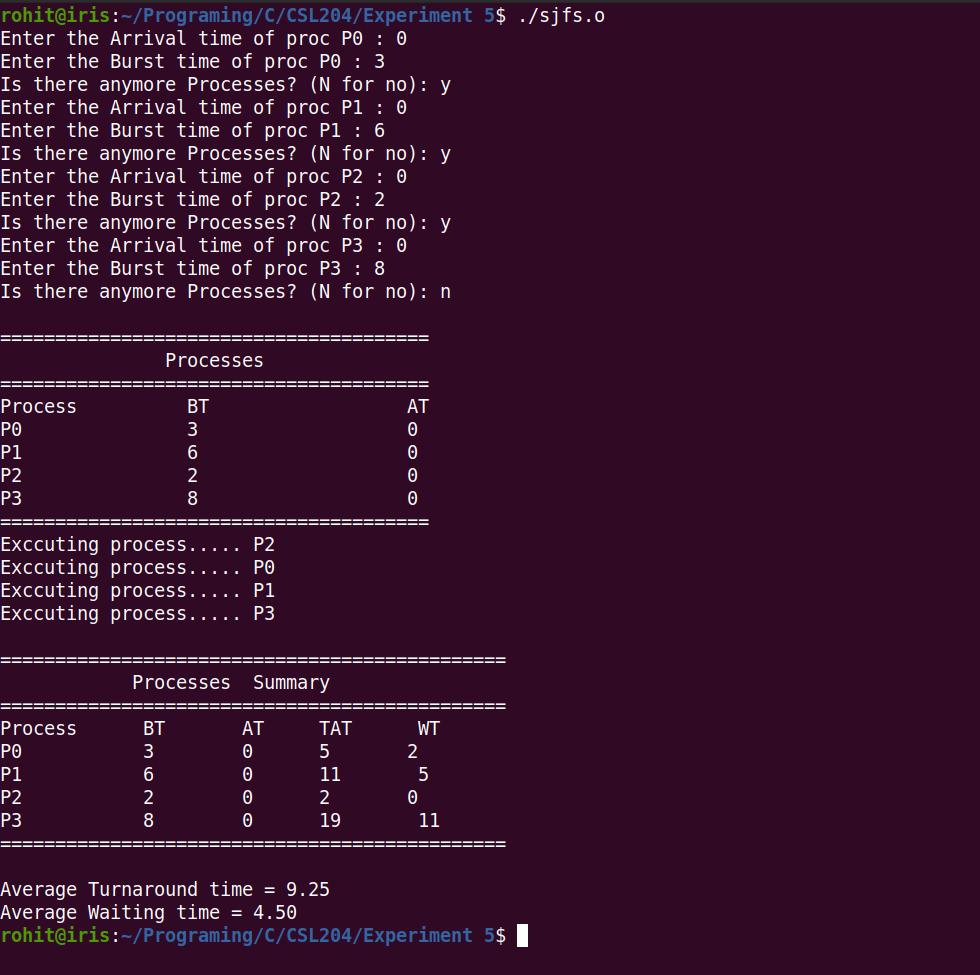 rohit@iris:~/Programing/C/CSL204/Experiment 5$ ./sjfs.o
Enter the Arrival time of proc P0 : 0
Enter the Burst time of proc P0 : 3
Is there anymore Processes? (N for no): y
Enter the Arrival time of proc P1 : 0
Enter the Burst time of proc P1 : 6
Is there anymore Processes? (N for no): y
Enter the Arrival time of proc P2 : 0
Enter the Burst time of proc P2 : 2
Is there anymore Processes? (N for no): y
Enter the Arrival time of proc P3 : 0
Enter the Burst time of proc P3 : 8
Is there anymore Processes? (N for no): n

=======================================
               Processes
=======================================
Process          BT                  AT
P0               3                   0
P1               6                   0
P2               2                   0
P3               8                   0
=======================================
Exccuting process..... P2
Exccuting process..... P0
Exccuting process..... P1
Exccuting process..... P3

==============================================
            Processes  Summary
==============================================
Process      BT       AT     TAT      WT
P0           3        0      5       2
P1           6        0      11       5
P2           2        0      2       0
P3           8        0      19       11
==============================================

Average Turnaround time = 9.25
Average Waiting time = 4.50
rohit@iris:~/Programing/C/CSL204/Experiment 5$